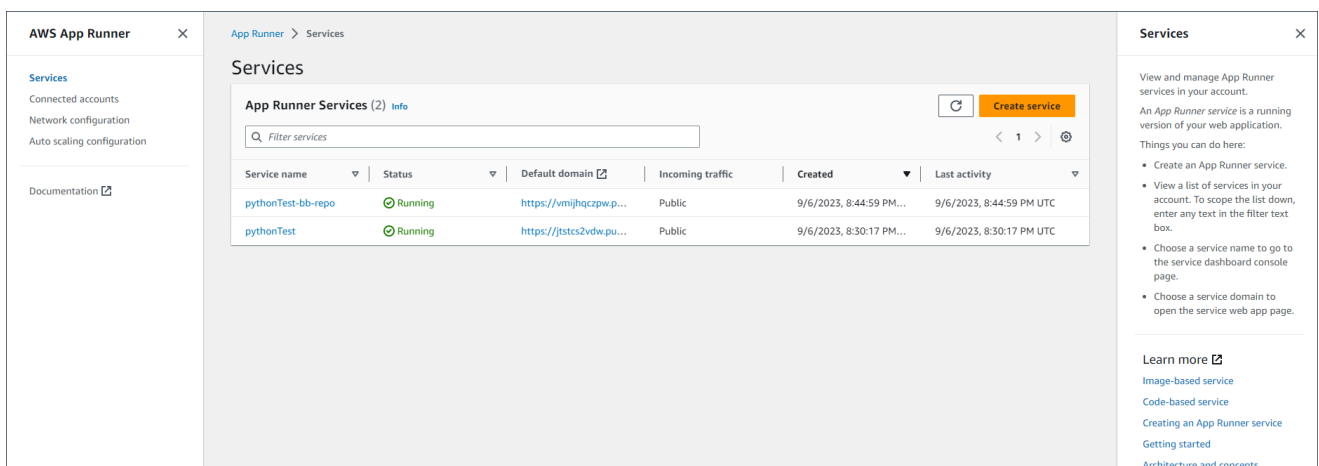 AWS App Runner
Services
Connected accounts
Network configuration
Auto scaling configuration
Documentation
App Runner > Services
Services
App Runner Services (2) Info
Create service
Filter services
1
Service name Status Default domain Incoming traffic Created Last activity
pythonTest-bb-repo Running https://vmijhqczpw.p... Public 9/6/2023, 8:44:59 PM... 9/6/2023, 8:44:59 PM UTC
pythonTest Running https://jtstcs2vdw.pu... Public 9/6/2023, 8:30:17 PM... 9/6/2023, 8:30:17 PM UTC
Services
View and manage App Runner
services in your account.
An App Runner service is a running
version of your web application.
Things you can do here:
• Create an App Runner service.
• View a list of services in your
account. To scope the list down,
enter any text in the filter text
box.
• Choose a service name to go to
the service dashboard console
page.
• Choose a service domain to
open the service web app page.
Learn more
Image-based service
Code-based service
Creating an App Runner service
Getting started
Architecture and concepts